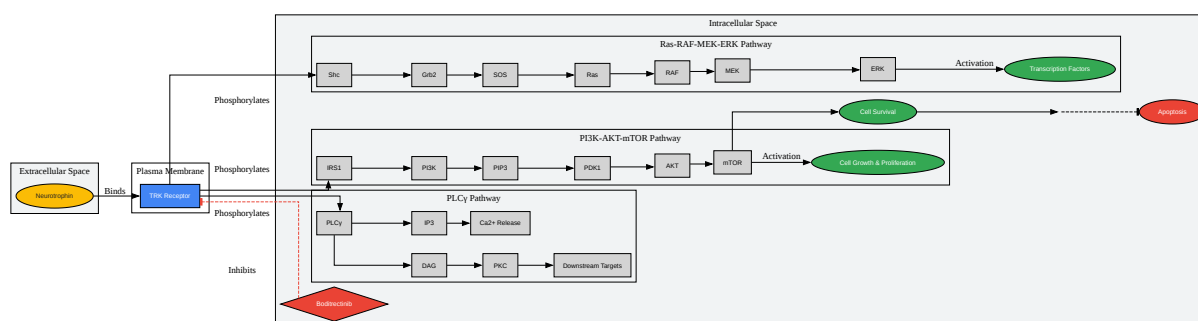 Intracellular Space
Ras-RAF-MEK-ERK Pathway
Shc
Grb2
SOS
Ras
RAF
MEK
ERK
Activation
Transcription Factors
Phosphorylates
Cell Survival
Apoptosis
PI3K-AKT-mTOR Pathway
IRS1
PI3K
PIP3
PDK1
AKT
mTOR
Activation
Cell Growth & Proliferation
Phosphorylates
Extracellular Space
Neurotrophin
Binds
Plasma Membrane
TRK Receptor
Phosphorylates
PLCγ Pathway
PLCγ
IP3
Ca2+ Release
DAG
PKC
Downstream Targets
Inhibits
Boditrectinib